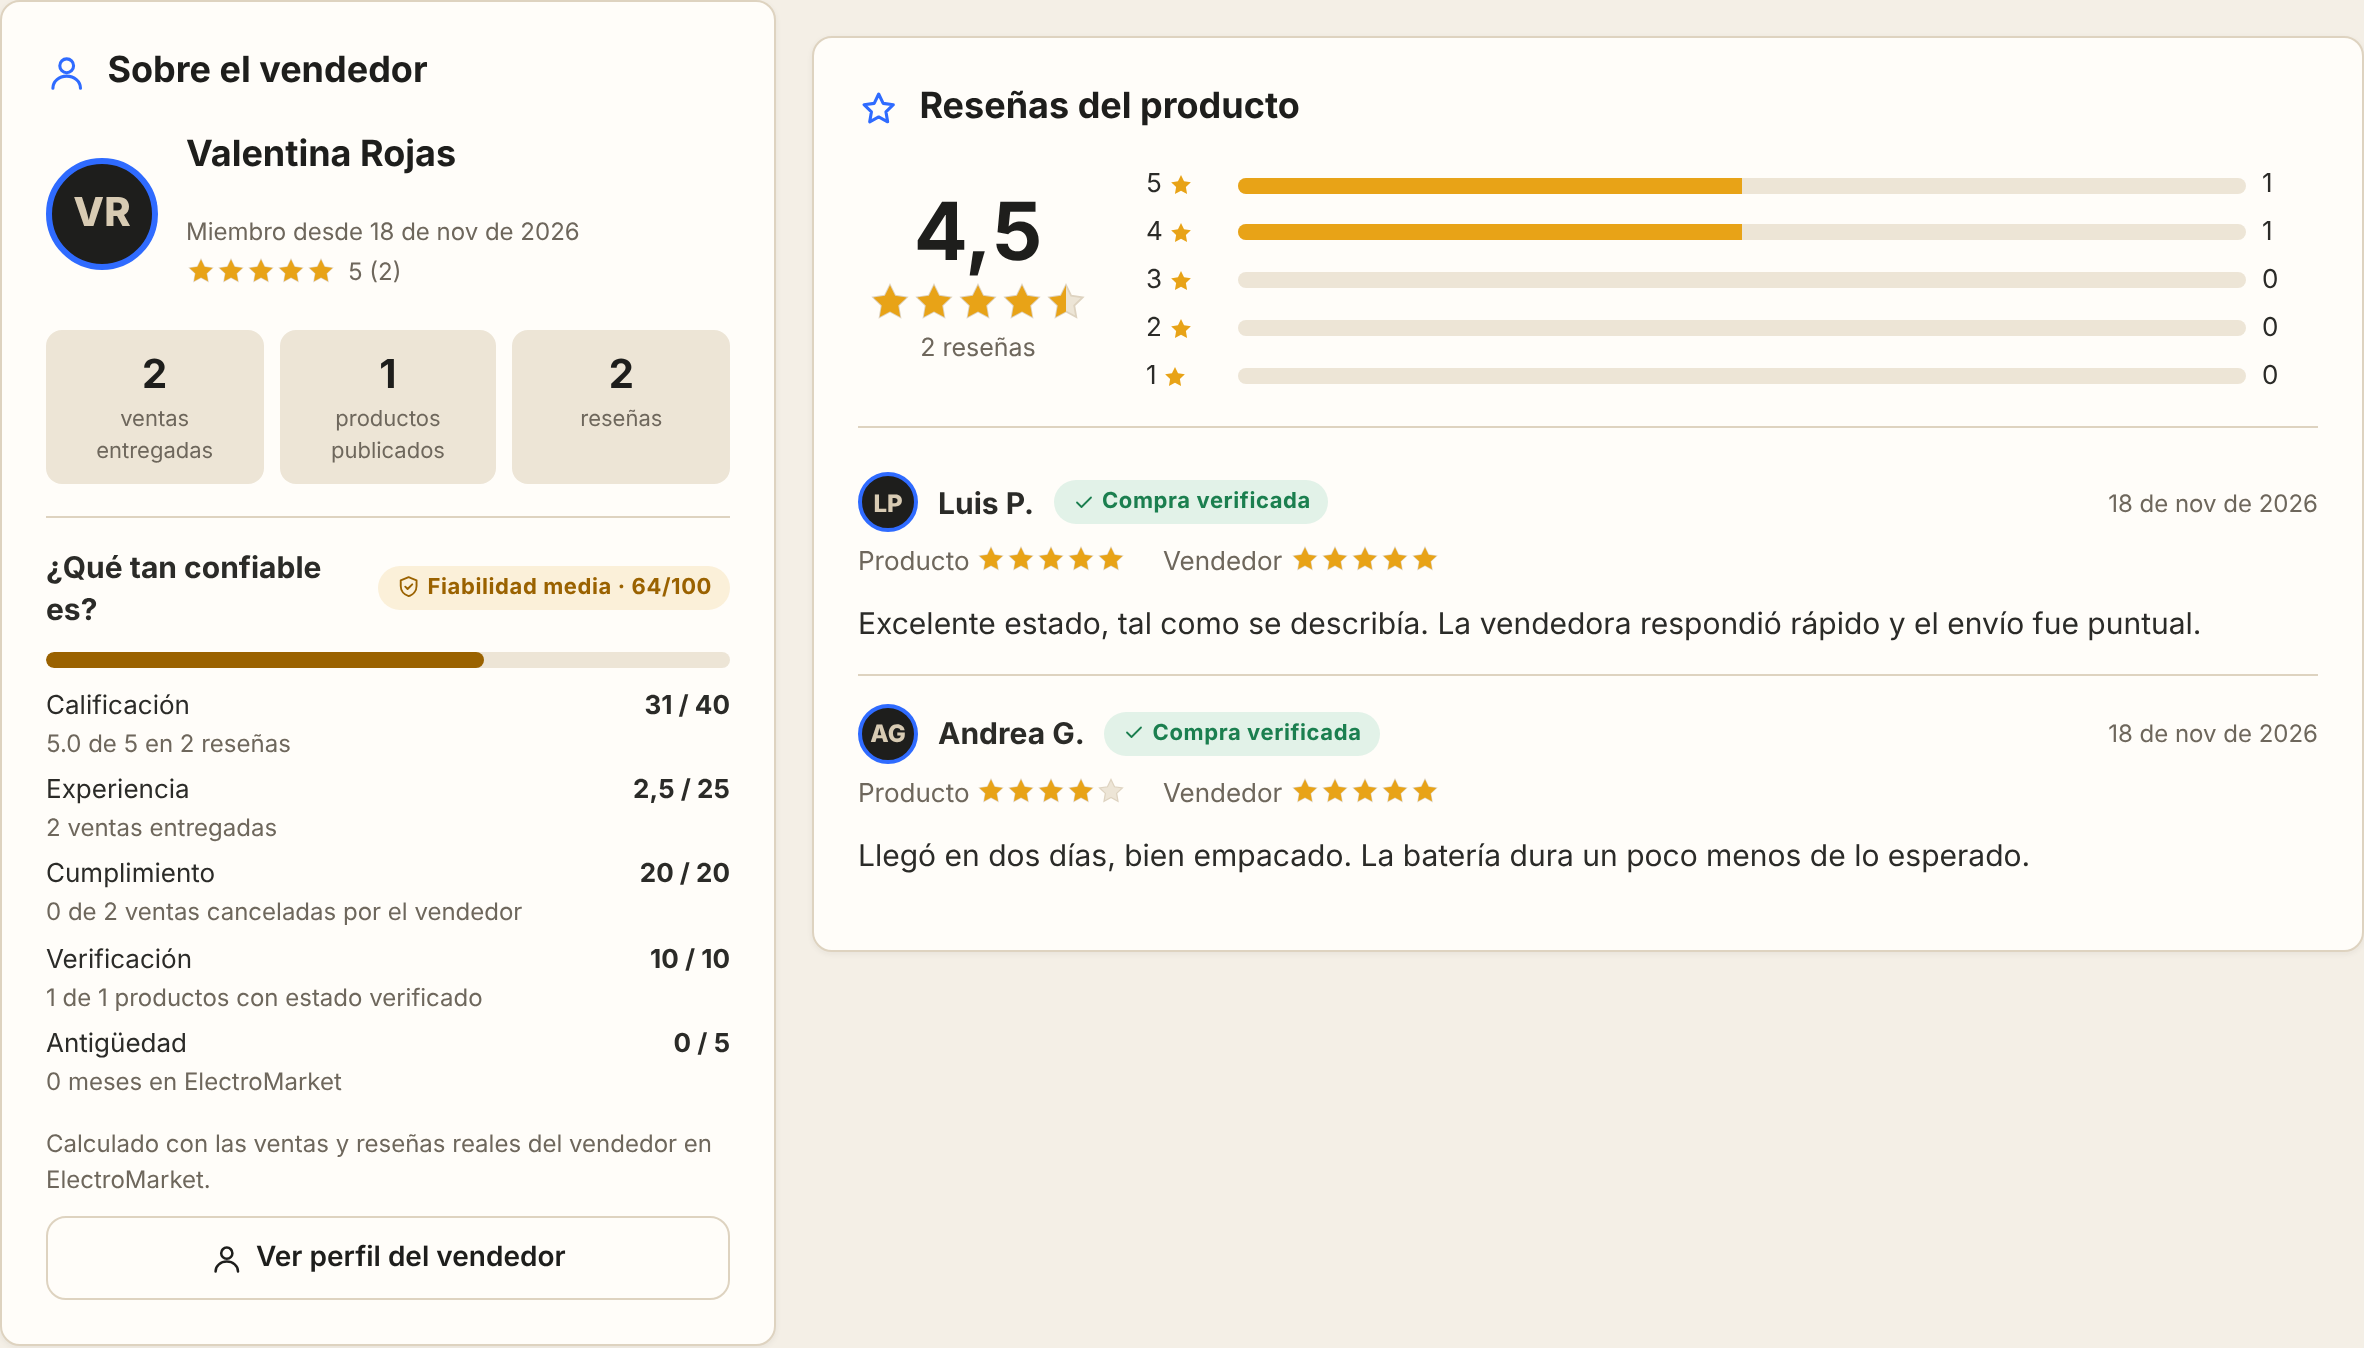 Sobre el vendedor
VR
Valentina Rojas
Miembro desde 18 de nov de 2026
5 (2)
2
ventas
entregadas
1
productos
publicados
2
reseñas
¿Qué tan confiable
es?
Fiabilidad media · 64/100
Calificación 31 / 40
5.0 de 5 en 2 reseñas
Experiencia 2,5 / 25
2 ventas entregadas
Cumplimiento 20 / 20
0 de 2 ventas canceladas por el vendedor
Verificación 10 / 10
1 de 1 productos con estado verificado
Antigüedad 0 / 5
0 meses en ElectroMarket
Calculado con las ventas y reseñas reales del vendedor en
ElectroMarket.
Ver perfil del vendedor
Reseñas del producto
4,5
2 reseñas
5 1
4 1
3 0
2 0
1 0
LP Luis P. Compra verificada 18 de nov de 2026
Producto Vendedor
Excelente estado, tal como se describía. La vendedora respondió rápido y el envío fue puntual.
AG Andrea G. Compra verificada 18 de nov de 2026
Producto Vendedor
Llegó en dos días, bien empacado. La batería dura un poco menos de lo esperado.